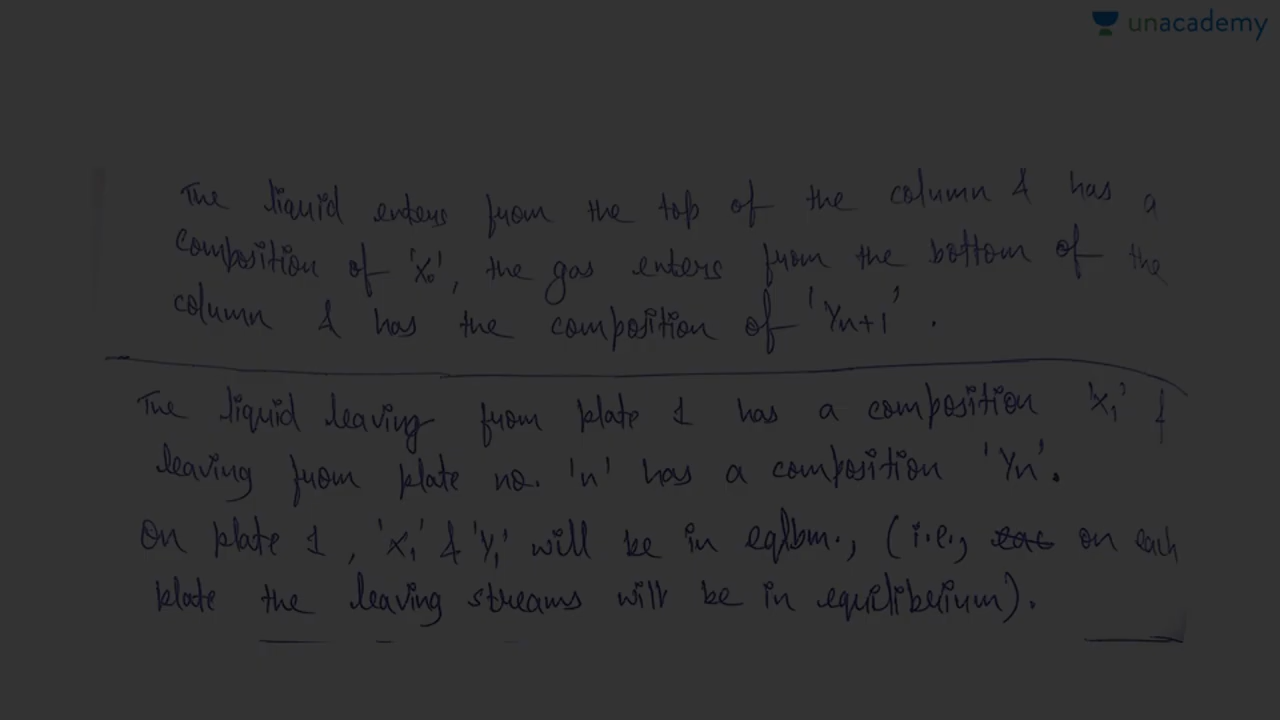 unacademy
The liquid enters from the top of the column & has a
composition of 'X₀', the gas enters from the bottom of the
column & has the composition of 'Yn+1'.
The liquid leaving from plate 1 has a composition 'X₁' &
leaving from plate no. 'n' has a composition 'Yn'.
On plate 1, 'X₁' & 'Y₁' will be in eqlbm., (i.e., on each
plate the leaving streams will be in equilibrium).